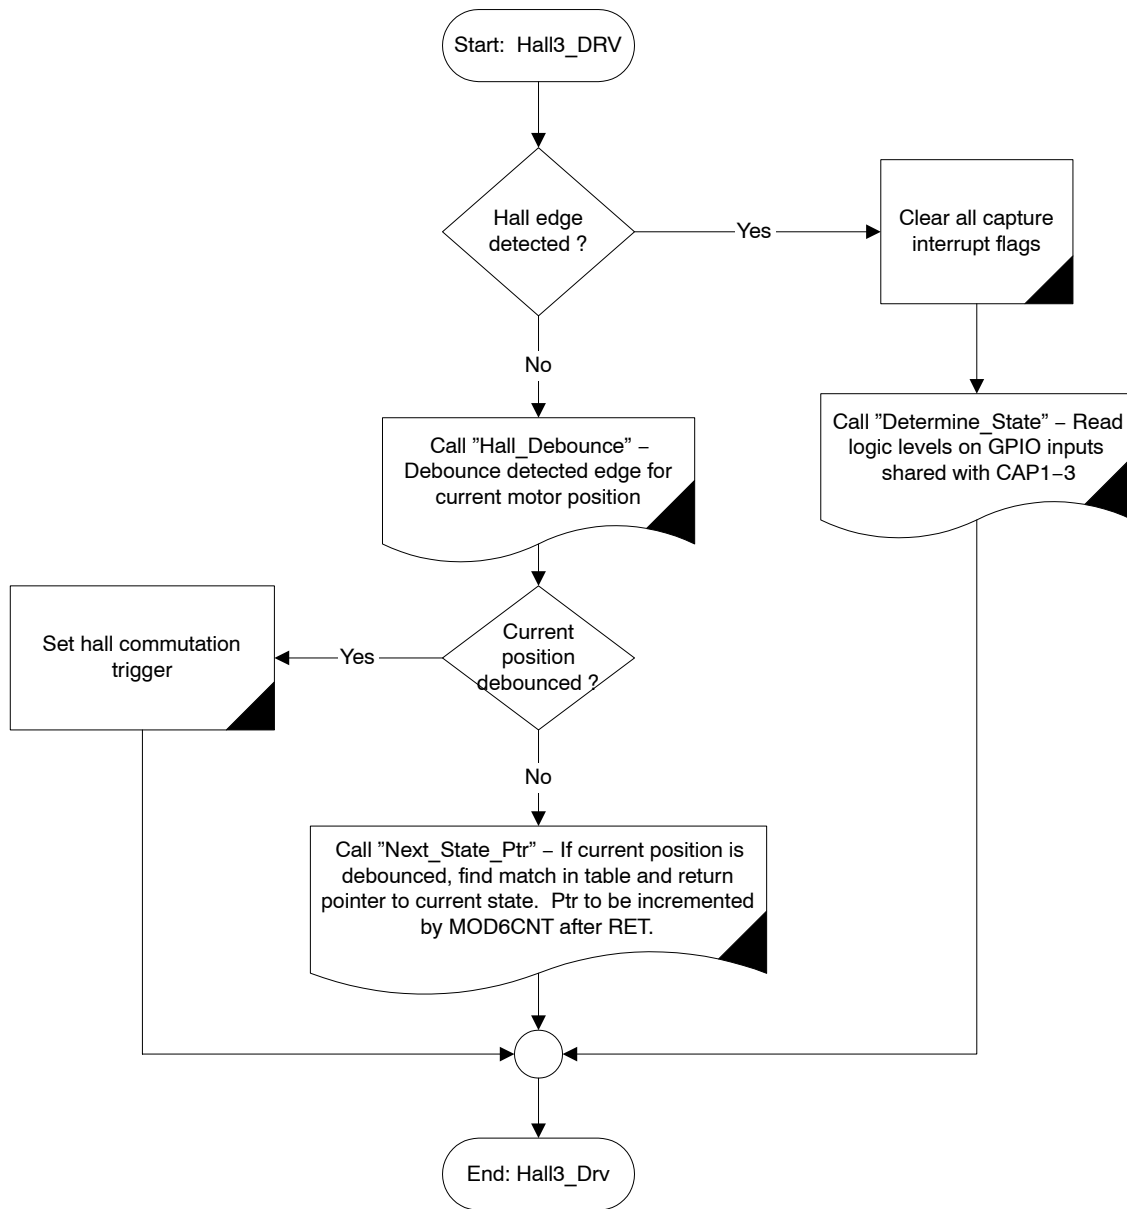 Start:  Hall3_DRV
Hall edge
detected ?
Yes
Clear all capture
interrupt flags
No
Call ”Determine_State” – Read
logic levels on GPIO inputs
shared with CAP1–3
Call ”Hall_Debounce” –
Debounce detected edge for
current motor position
Set hall commutation
trigger
Yes
Current
position
debounced ?
No
Call ”Next_State_Ptr” – If current position is
debounced, find match in table and return
pointer to current state.  Ptr to be incremented
by MOD6CNT after RET.
End: Hall3_Drv